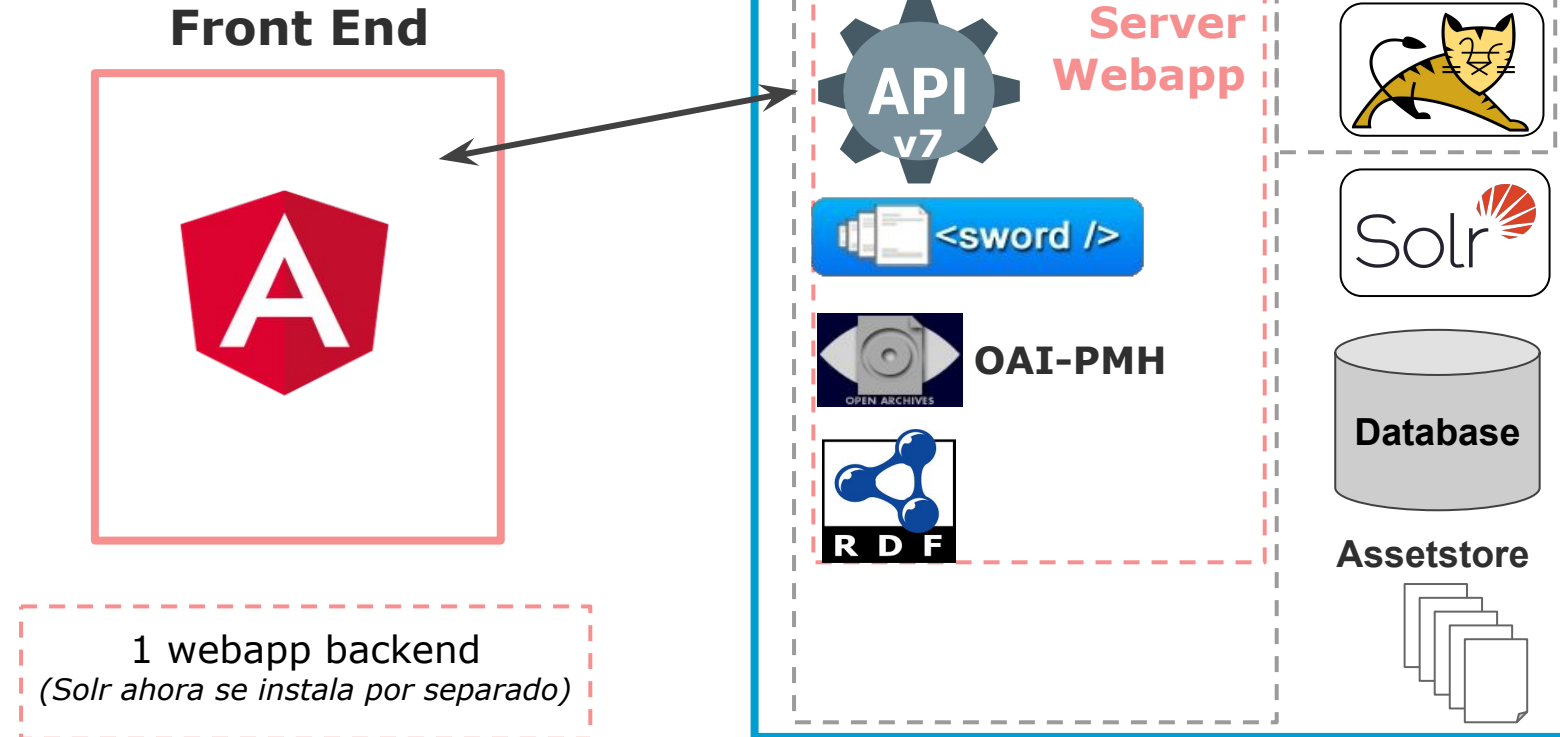 Front End
Server
Webapp
API
v7
<sword />
OAI-PMH
OPEN ARCHIVES
RDF
Solr
Database
Assetstore
1 webapp backend
(Solr ahora se instala por separado)